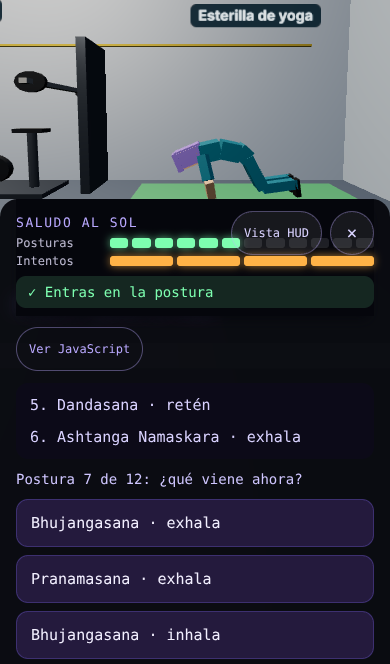 Esterilla de yoga
SALUDO AL SOL
Vista HUD
×
Posturas
Intentos
✓ Entras en la postura
Ver JavaScript
5. Dandasana · retén
6. Ashtanga Namaskara · exhala
Postura 7 de 12: ¿qué viene ahora?
Bhujangasana · exhala
Pranamasana · exhala
Bhujangasana · inhala